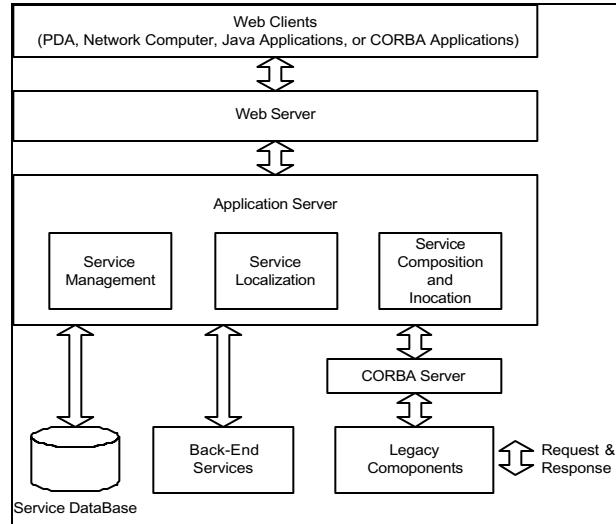 Web Clients
(PDA, Network Computer, Java Applications, or CORBA Applications)
Web Server
Application Server
Service
Management
Service
Localization
Service
Composition
and
Inocation
CORBA Server
Back-End
Services
Legacy
Comoponents
Request &
Response
Service DataBase